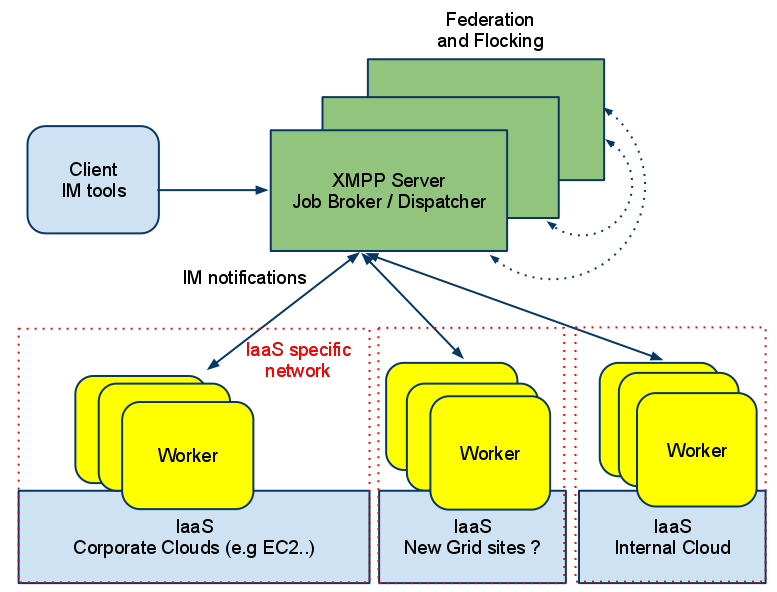 Federation
and Flocking
Client
IM tools
XMPP Server
Job Broker / Dispatcher
IM notifications
IaaS specific
network
Worker
Worker
Worker
IaaS
Corporate Clouds (e.g EC2..)
IaaS
New Grid sites ?
IaaS
Internal Cloud